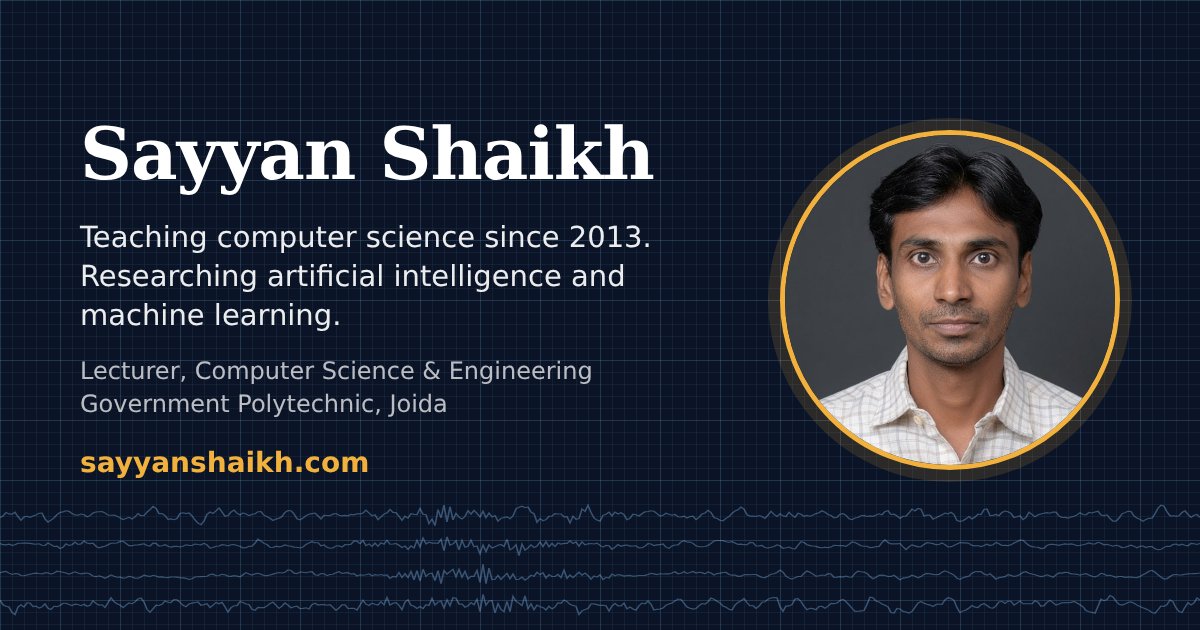 Sayyan Shaikh
Teaching computer science since 2013.
Researching artificial intelligence and
machine learning.
Lecturer, Computer Science & Engineering
Government Polytechnic, Joida
sayyanshaikh.com